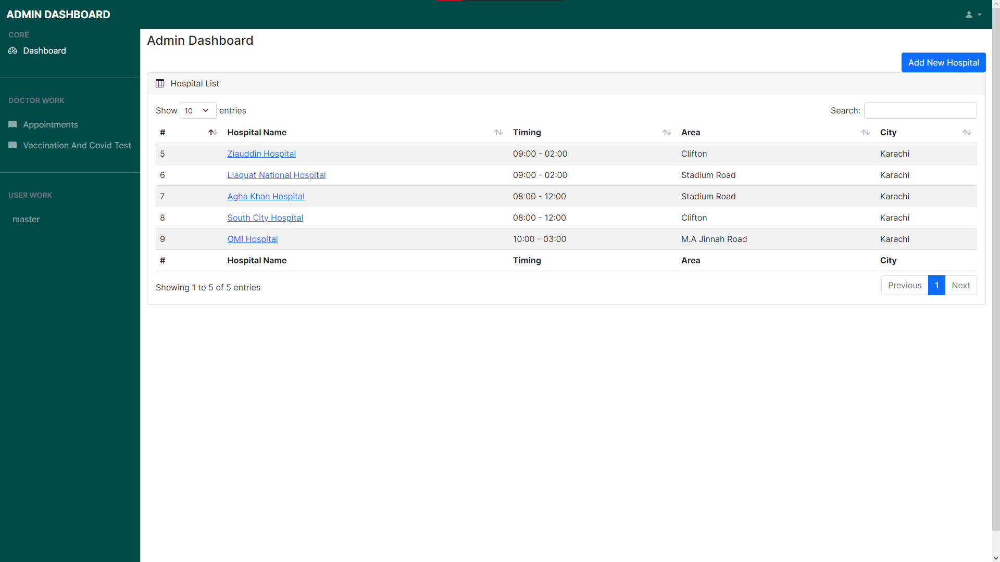 ADMIN DASHBOARD
CORE
Dashboard
DOCTOR WORK
Appointments
Vaccination And Covid Test
USER WORK
master
Admin Dashboard
Add New Hospital
Hospital List
Show 10 entries Search:
# Hospital Name Timing Area City
5 Ziauddin Hospital 09:00 - 02:00 Clifton Karachi
6 Liaquat National Hospital 09:00 - 02:00 Stadium Road Karachi
7 Agha Khan Hospital 08:00 - 12:00 Stadium Road Karachi
8 South City Hospital 08:00 - 12:00 Clifton Karachi
9 OMI Hospital 10:00 - 03:00 M.A Jinnah Road Karachi
# Hospital Name Timing Area City
Showing 1 to 5 of 5 entries Previous 1 Next